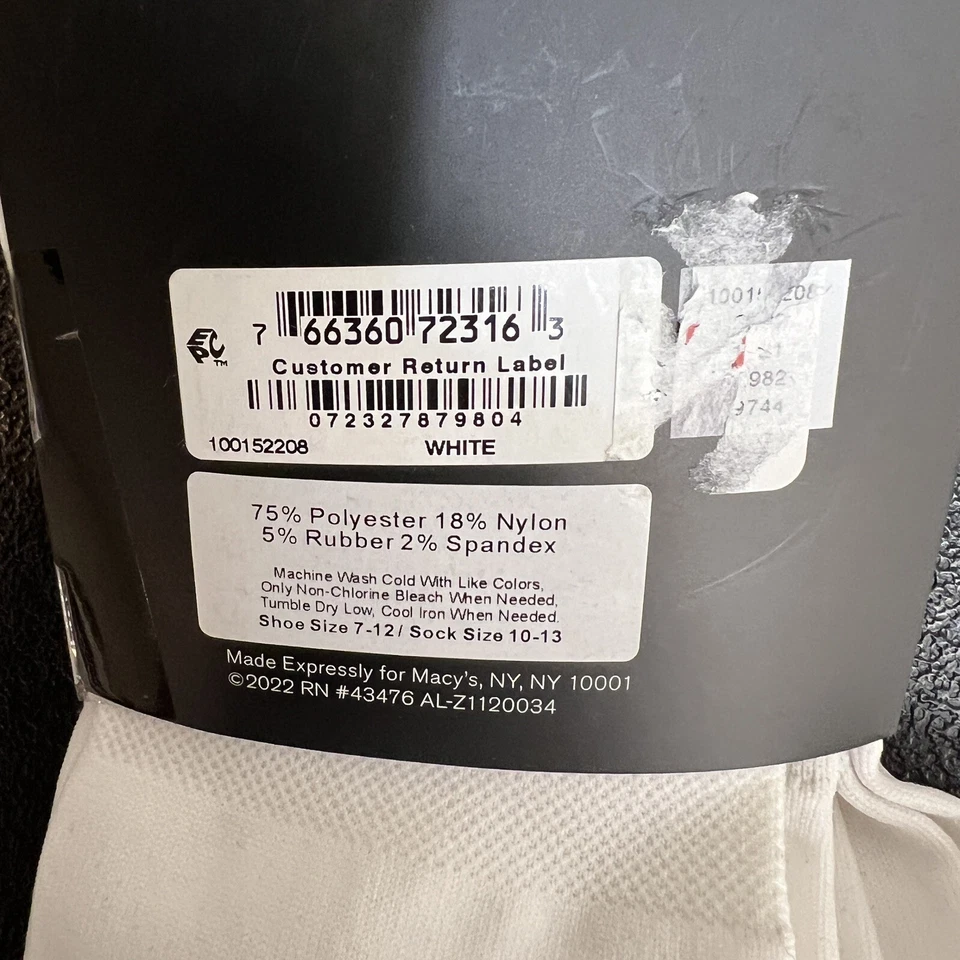 7 66360 72316 3
EPC™
Customer Return Label
072327879804
100152208 WHITE
982
9744
75% Polyester 18% Nylon
5% Rubber 2% Spandex
Machine Wash Cold With Like Colors,
Only Non-Chlorine Bleach When Needed,
Tumble Dry Low, Cool Iron When Needed.
Shoe Size 7-12/ Sock Size 10-13
Made Expressly for Macy's, NY, NY 10001
©2022 RN #43476 AL-Z1120034